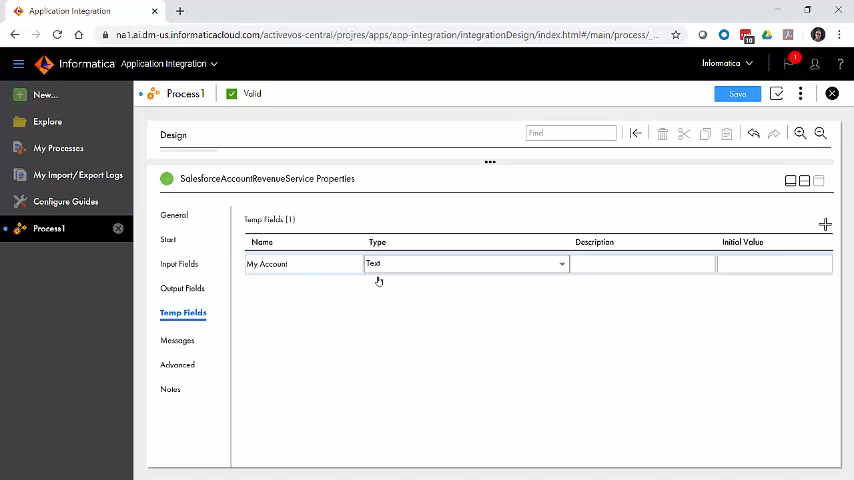 Application Integration
na1.ai.dm-us.informaticacloud.com/activevos-central/projres/apps/app-integration/integrationDesign/index.html#/main/process/_...
10
Informatica Application Integration
Informatica
1
New...
Process1
Valid
Save
Explore
Design
Find
My Processes
My Import/Export Logs
SalesforceAccountRevenueService Properties
Configure Guides
General
Temp Fields (1)
Process1
Start
Name Type Description Initial Value
Input Fields
My Account Text
Output Fields
Temp Fields
Messages
Advanced
Notes